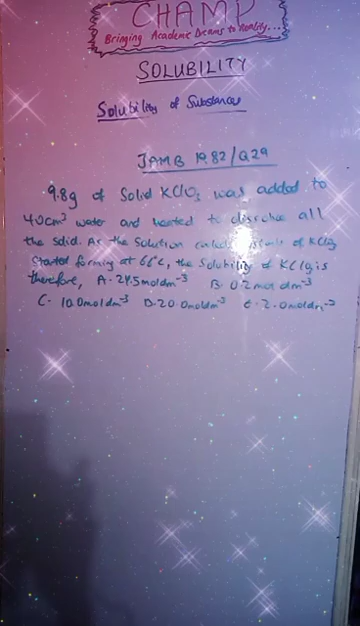 CHAMP
Bringing Academic Dreams to Reality...
SOLUBILITY
Solubility of Substances
JAMB 1982/Q29
9.8g of Solid KClO₃ was added to
40cm³ water and heated to dissolve all
the solid. As the solution cooled of KClO₃
started forming at 66°C, the solubility of KClO₃ is
therefore, A. 24.5moldm⁻³ B. 0.2mol dm⁻³
C. 10.0moldm⁻³ D. 20.0moldm⁻³ E. 2.0moldm⁻³